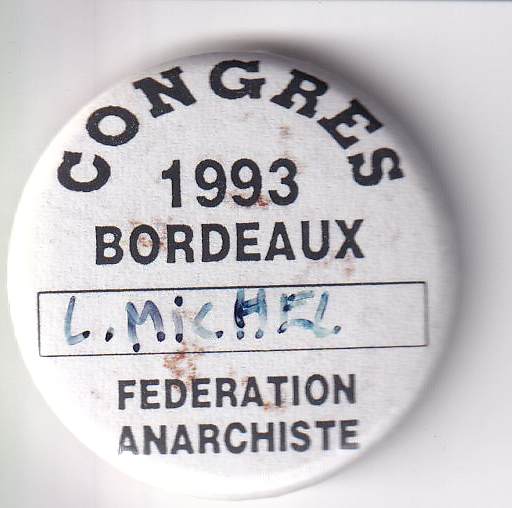 CONGRES
1993
BORDEAUX
L. MICHEL
FEDERATION
ANARCHISTE